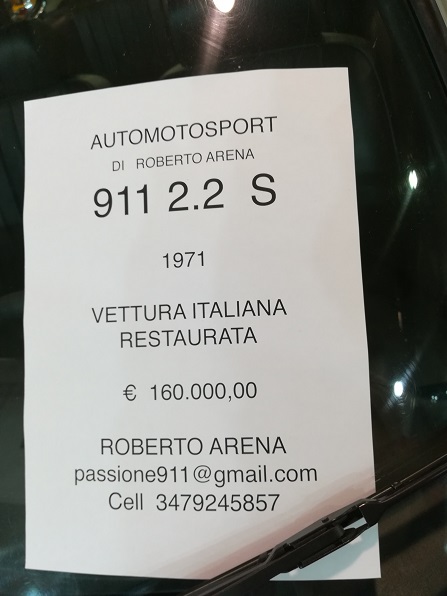 AUTOMOTOSPORT
DI ROBERTO ARENA
911 2.2 S
1971
VETTURA ITALIANA
RESTAURATA
€ 160.000,00
ROBERTO ARENA
passione911@gmail.com
Cell 3479245857